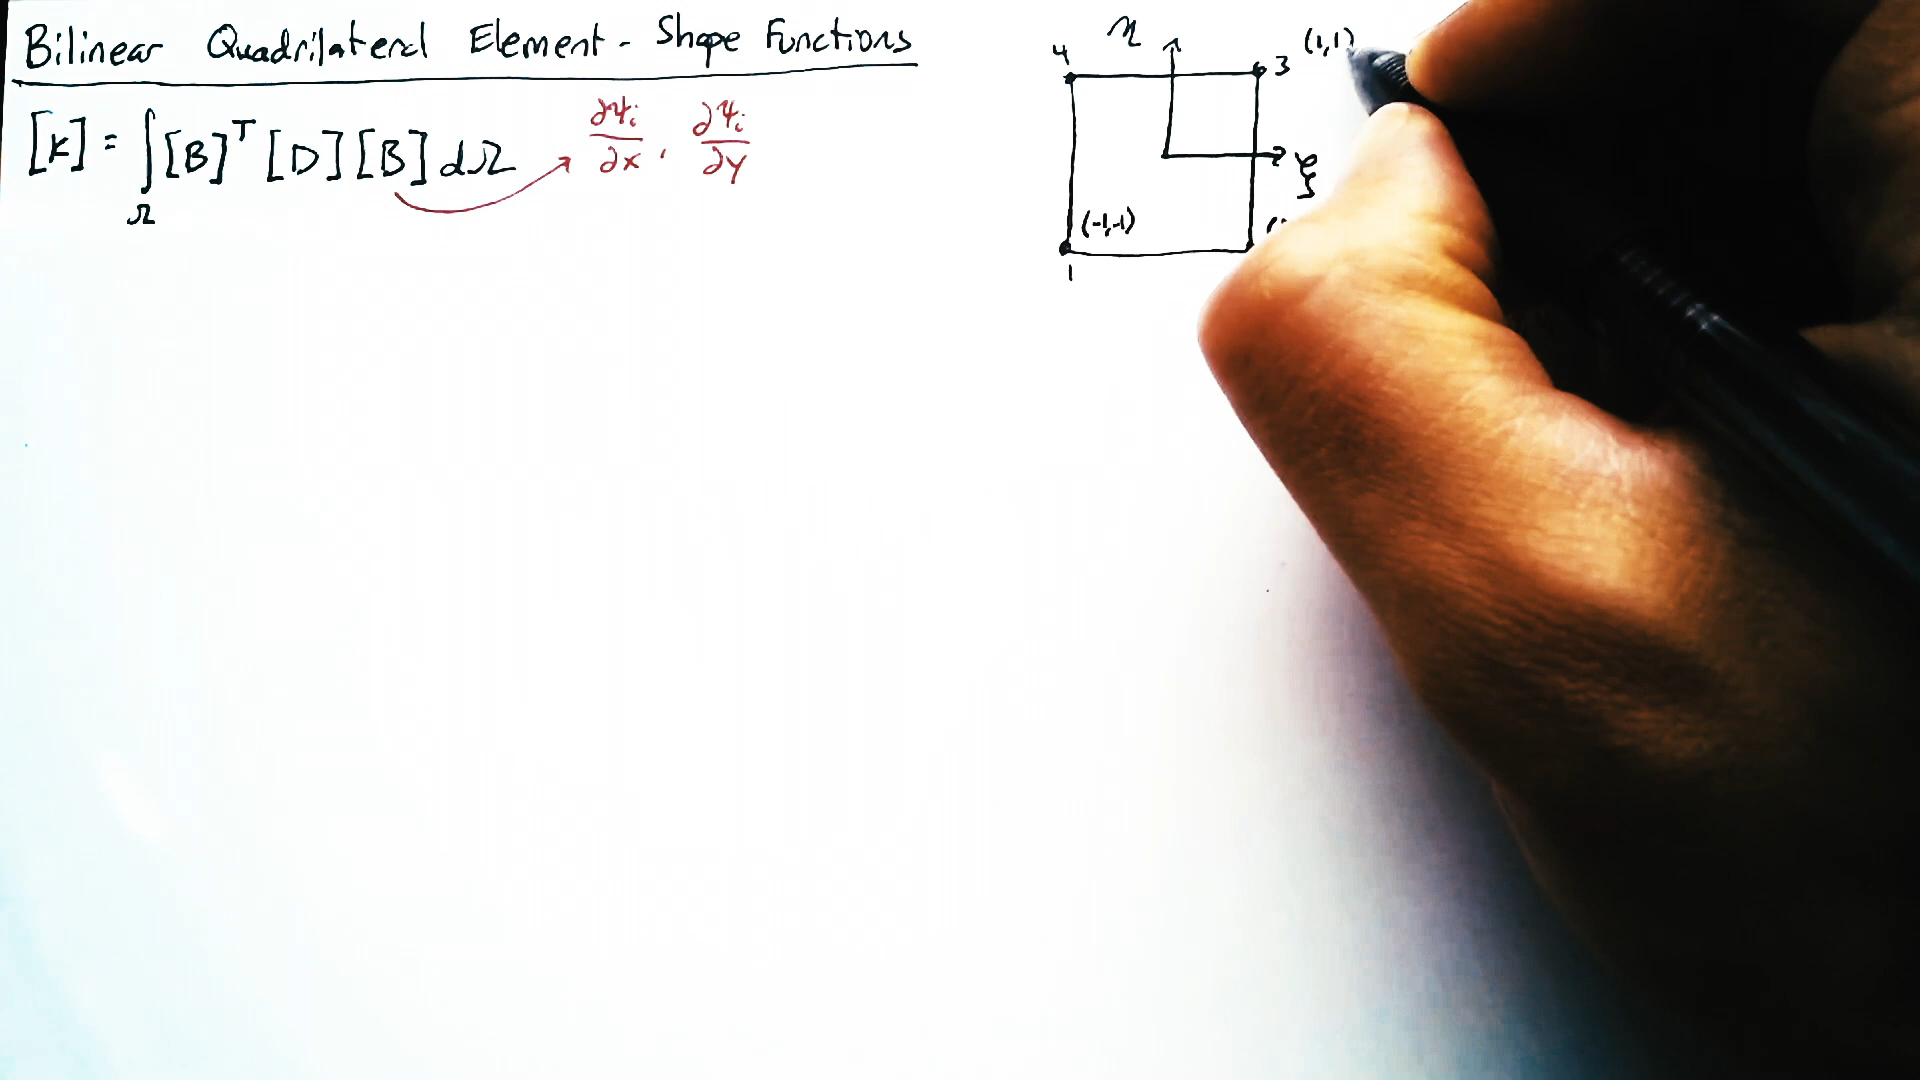 Bilinear Quadrilateral Element - Shape Functions
[K] = ∫Ω [B]ᵀ [D] [B] dΩ
∂Ψi/∂x , ∂Ψi/∂y
η
4
3 (1,1)
ξ
(-1,-1)
1